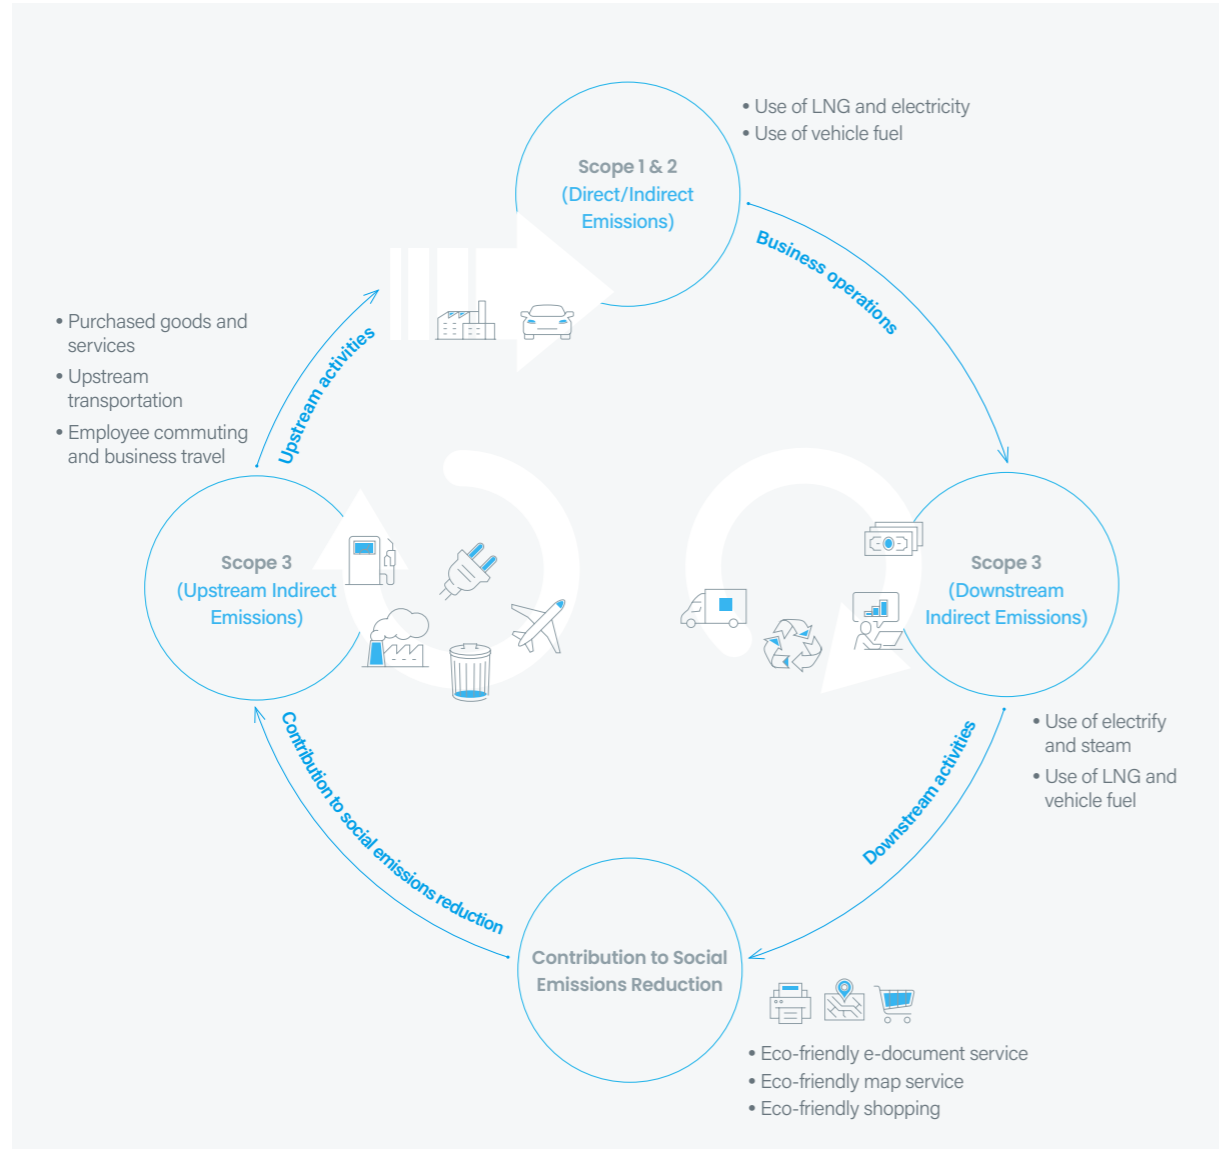 • Use of LNG and electricity
• Use of vehicle fuel
Scope 1 & 2
(Direct/Indirect
Emissions)
Business operations
• Purchased goods and
services
• Upstream
transportation
• Employee commuting
and business travel
Upstream activities
Scope 3
(Upstream Indirect
Emissions)
Scope 3
(Downstream
Indirect Emissions)
• Use of electrify
and steam
• Use of LNG and
vehicle fuel
Downstream activities
Contribution to social emissions reduction
Contribution to Social
Emissions Reduction
• Eco-friendly e-document service
• Eco-friendly map service
• Eco-friendly shopping